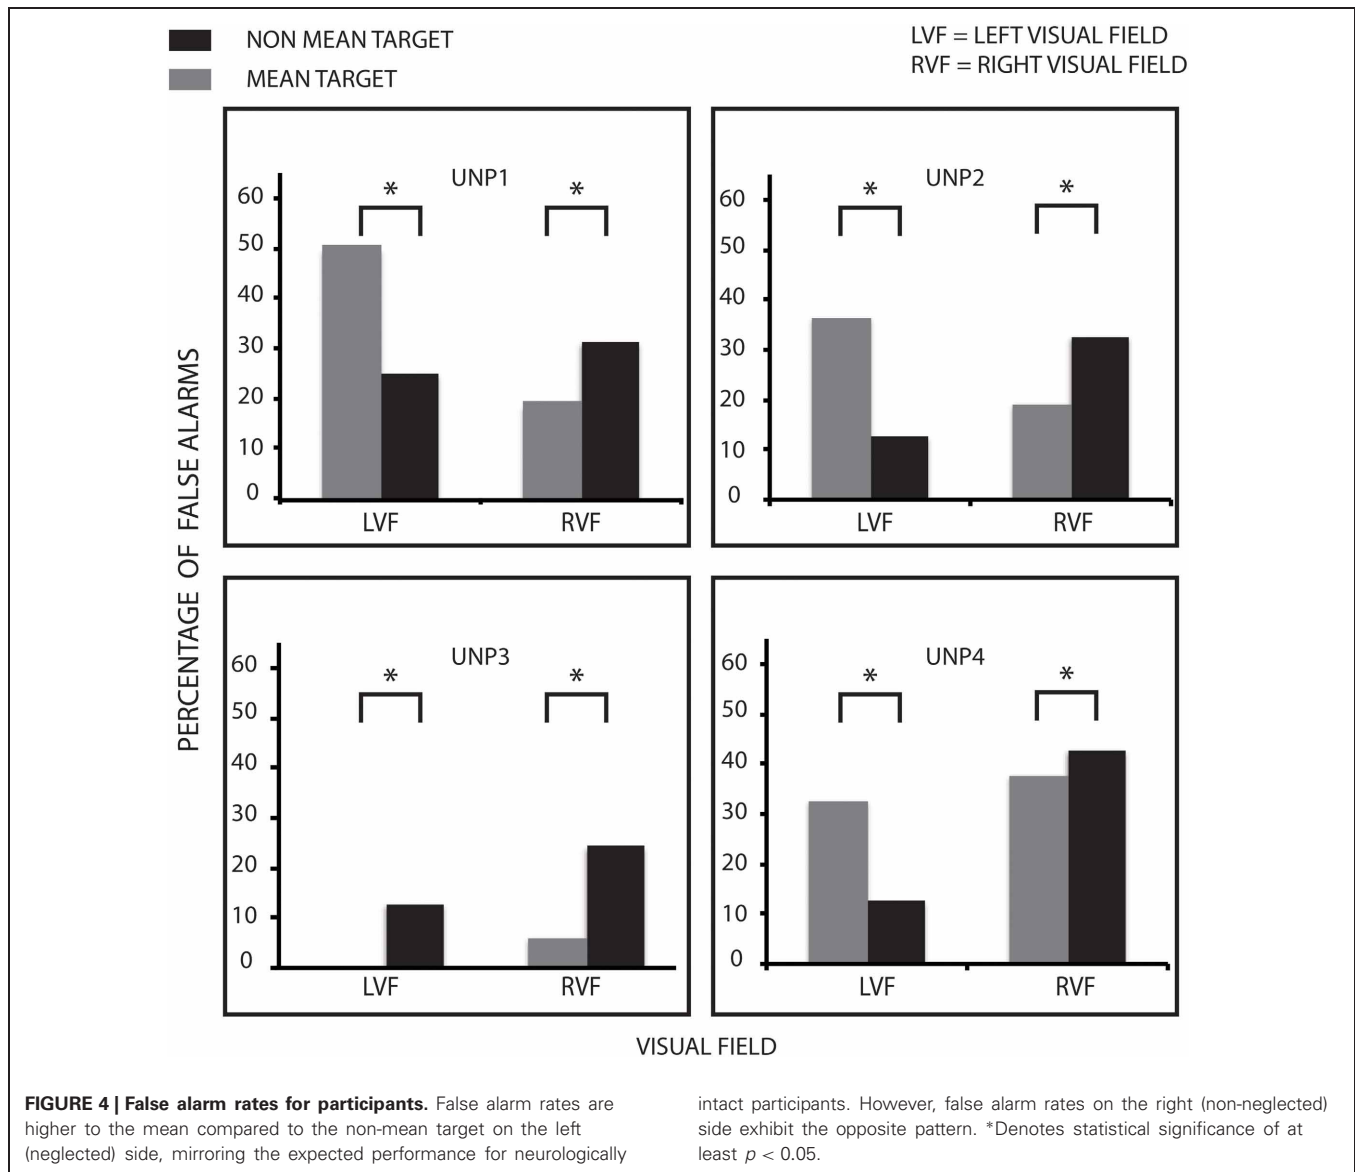 NON MEAN TARGET
MEAN TARGET
LVF = LEFT VISUAL FIELD
RVF = RIGHT VISUAL FIELD
PERCENTAGE OF FALSE ALARMS
UNP1
* *
60
50
40
30
20
10
0
LVF RVF
UNP2
* *
60
50
40
30
20
10
0
LVF RVF
UNP3
* *
60
50
40
30
20
10
0
LVF RVF
UNP4
* *
60
50
40
30
20
10
0
LVF RVF
VISUAL FIELD
FIGURE 4 | False alarm rates for participants. False alarm rates are
higher to the mean compared to the non-mean target on the left
(neglected) side, mirroring the expected performance for neurologically
intact participants. However, false alarm rates on the right (non-neglected)
side exhibit the opposite pattern. *Denotes statistical significance of at
least p < 0.05.